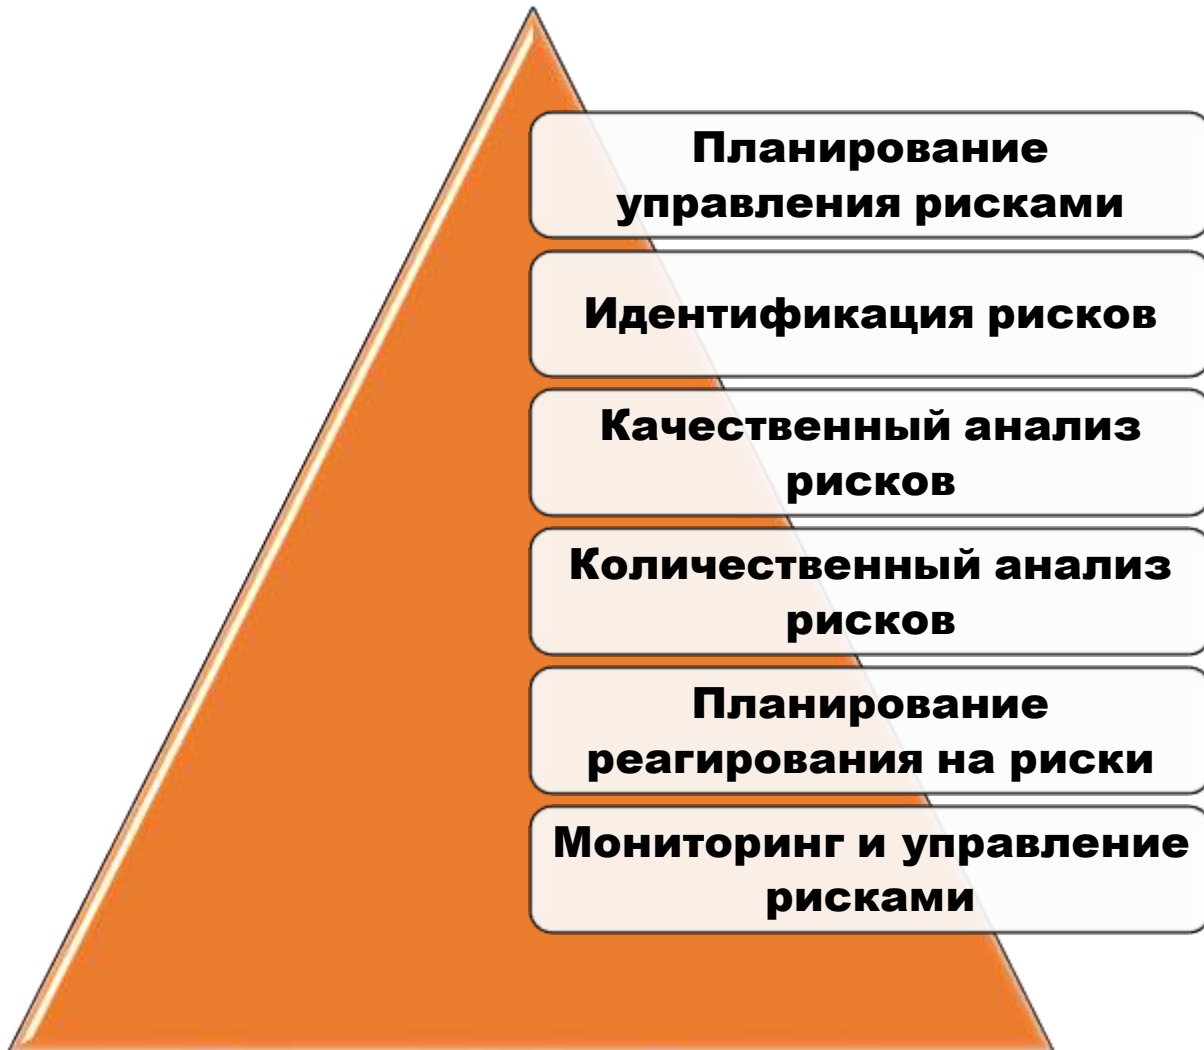 Планирование
управления рисками
Идентификация рисков
Качественный анализ
рисков
Количественный анализ
рисков
Планирование
реагирования на риски
Мониторинг и управление
рисками